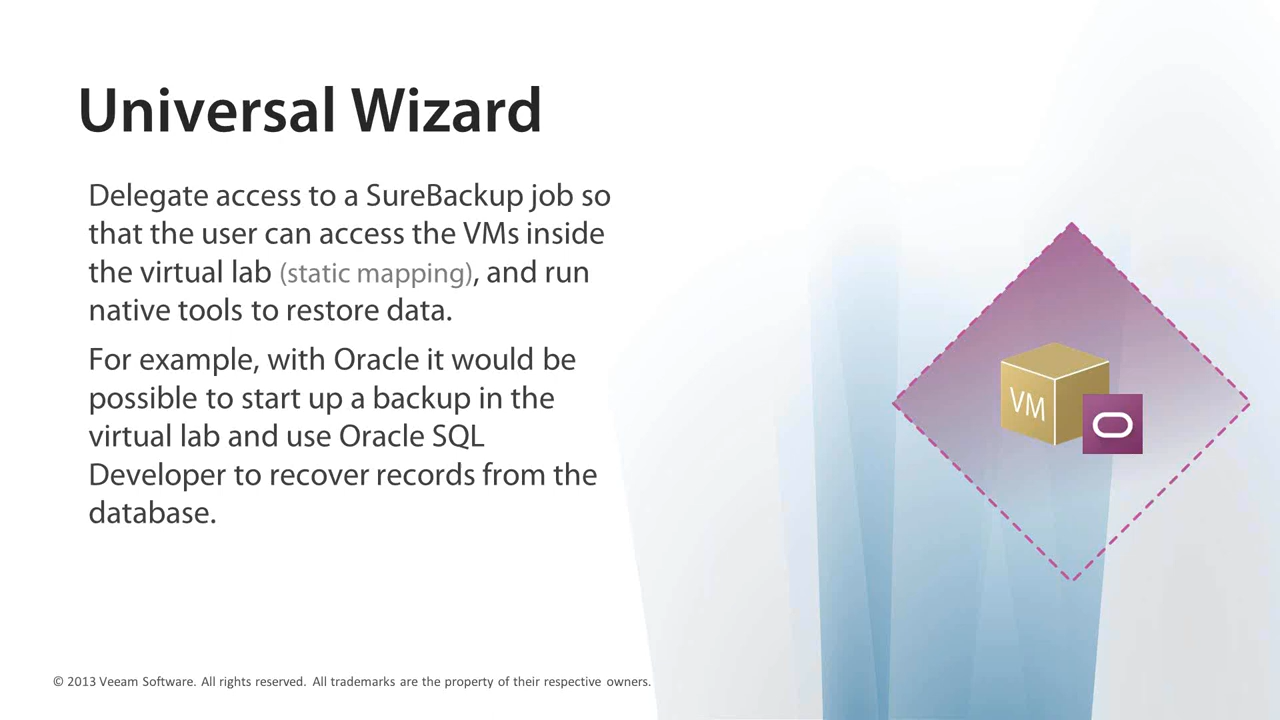 Universal Wizard
Delegate access to a SureBackup job so
that the user can access the VMs inside
the virtual lab (static mapping), and run
native tools to restore data.
For example, with Oracle it would be
possible to start up a backup in the
virtual lab and use Oracle SQL
Developer to recover records from the
database.
VM
© 2013 Veeam Software. All rights reserved. All trademarks are the property of their respective owners.